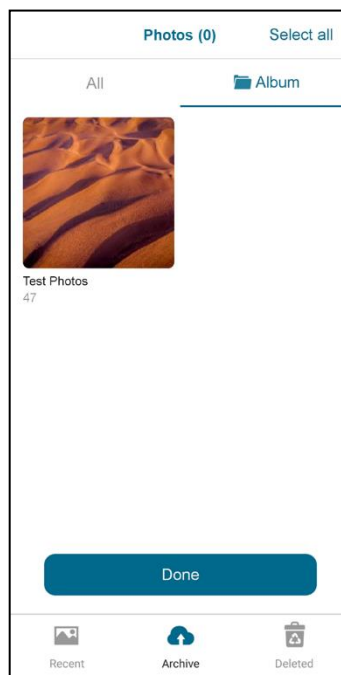 Photos (0) Select all
All Album
Test Photos
47
Done
Recent Archive Deleted